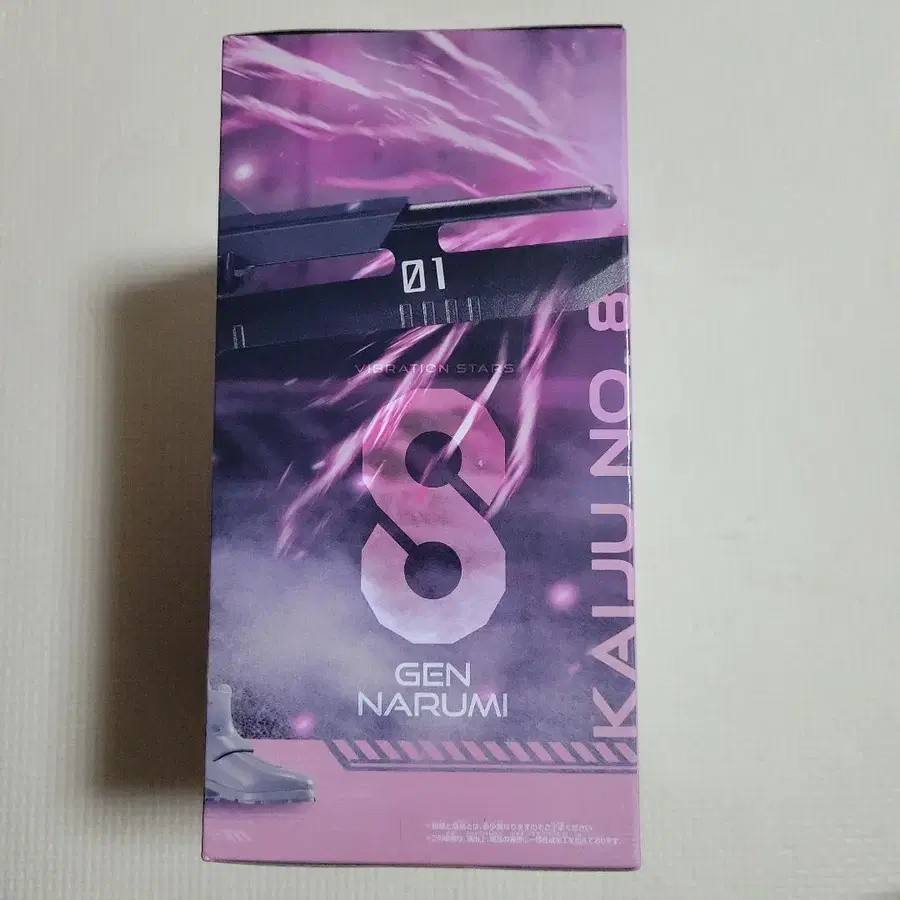 01
VIBRATION STARS
8
GEN
NARUMI
KAIJU NO. 8